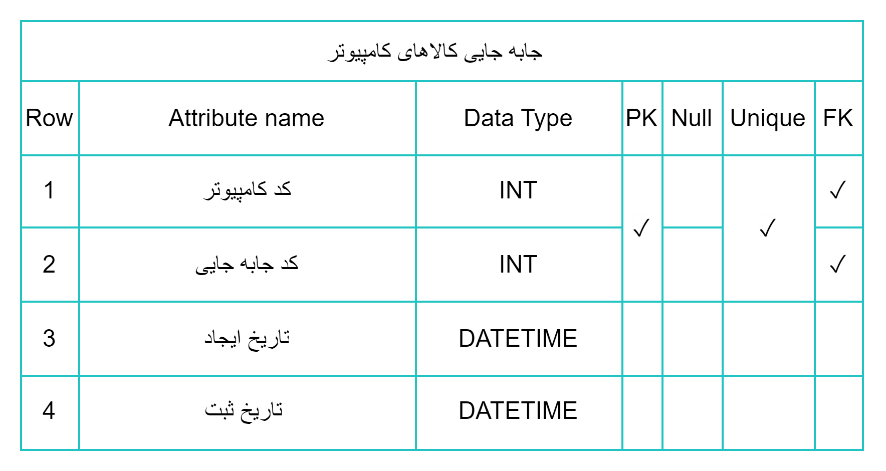 جابه جایی کالاهای کامپیوتر
Row Attribute name Data Type PK Null Unique FK
1 کد کامپیوتر INT ✓
✓ ✓
2 کد جابه جایی INT ✓
3 تاریخ ایجاد DATETIME
4 تاریخ ثبت DATETIME